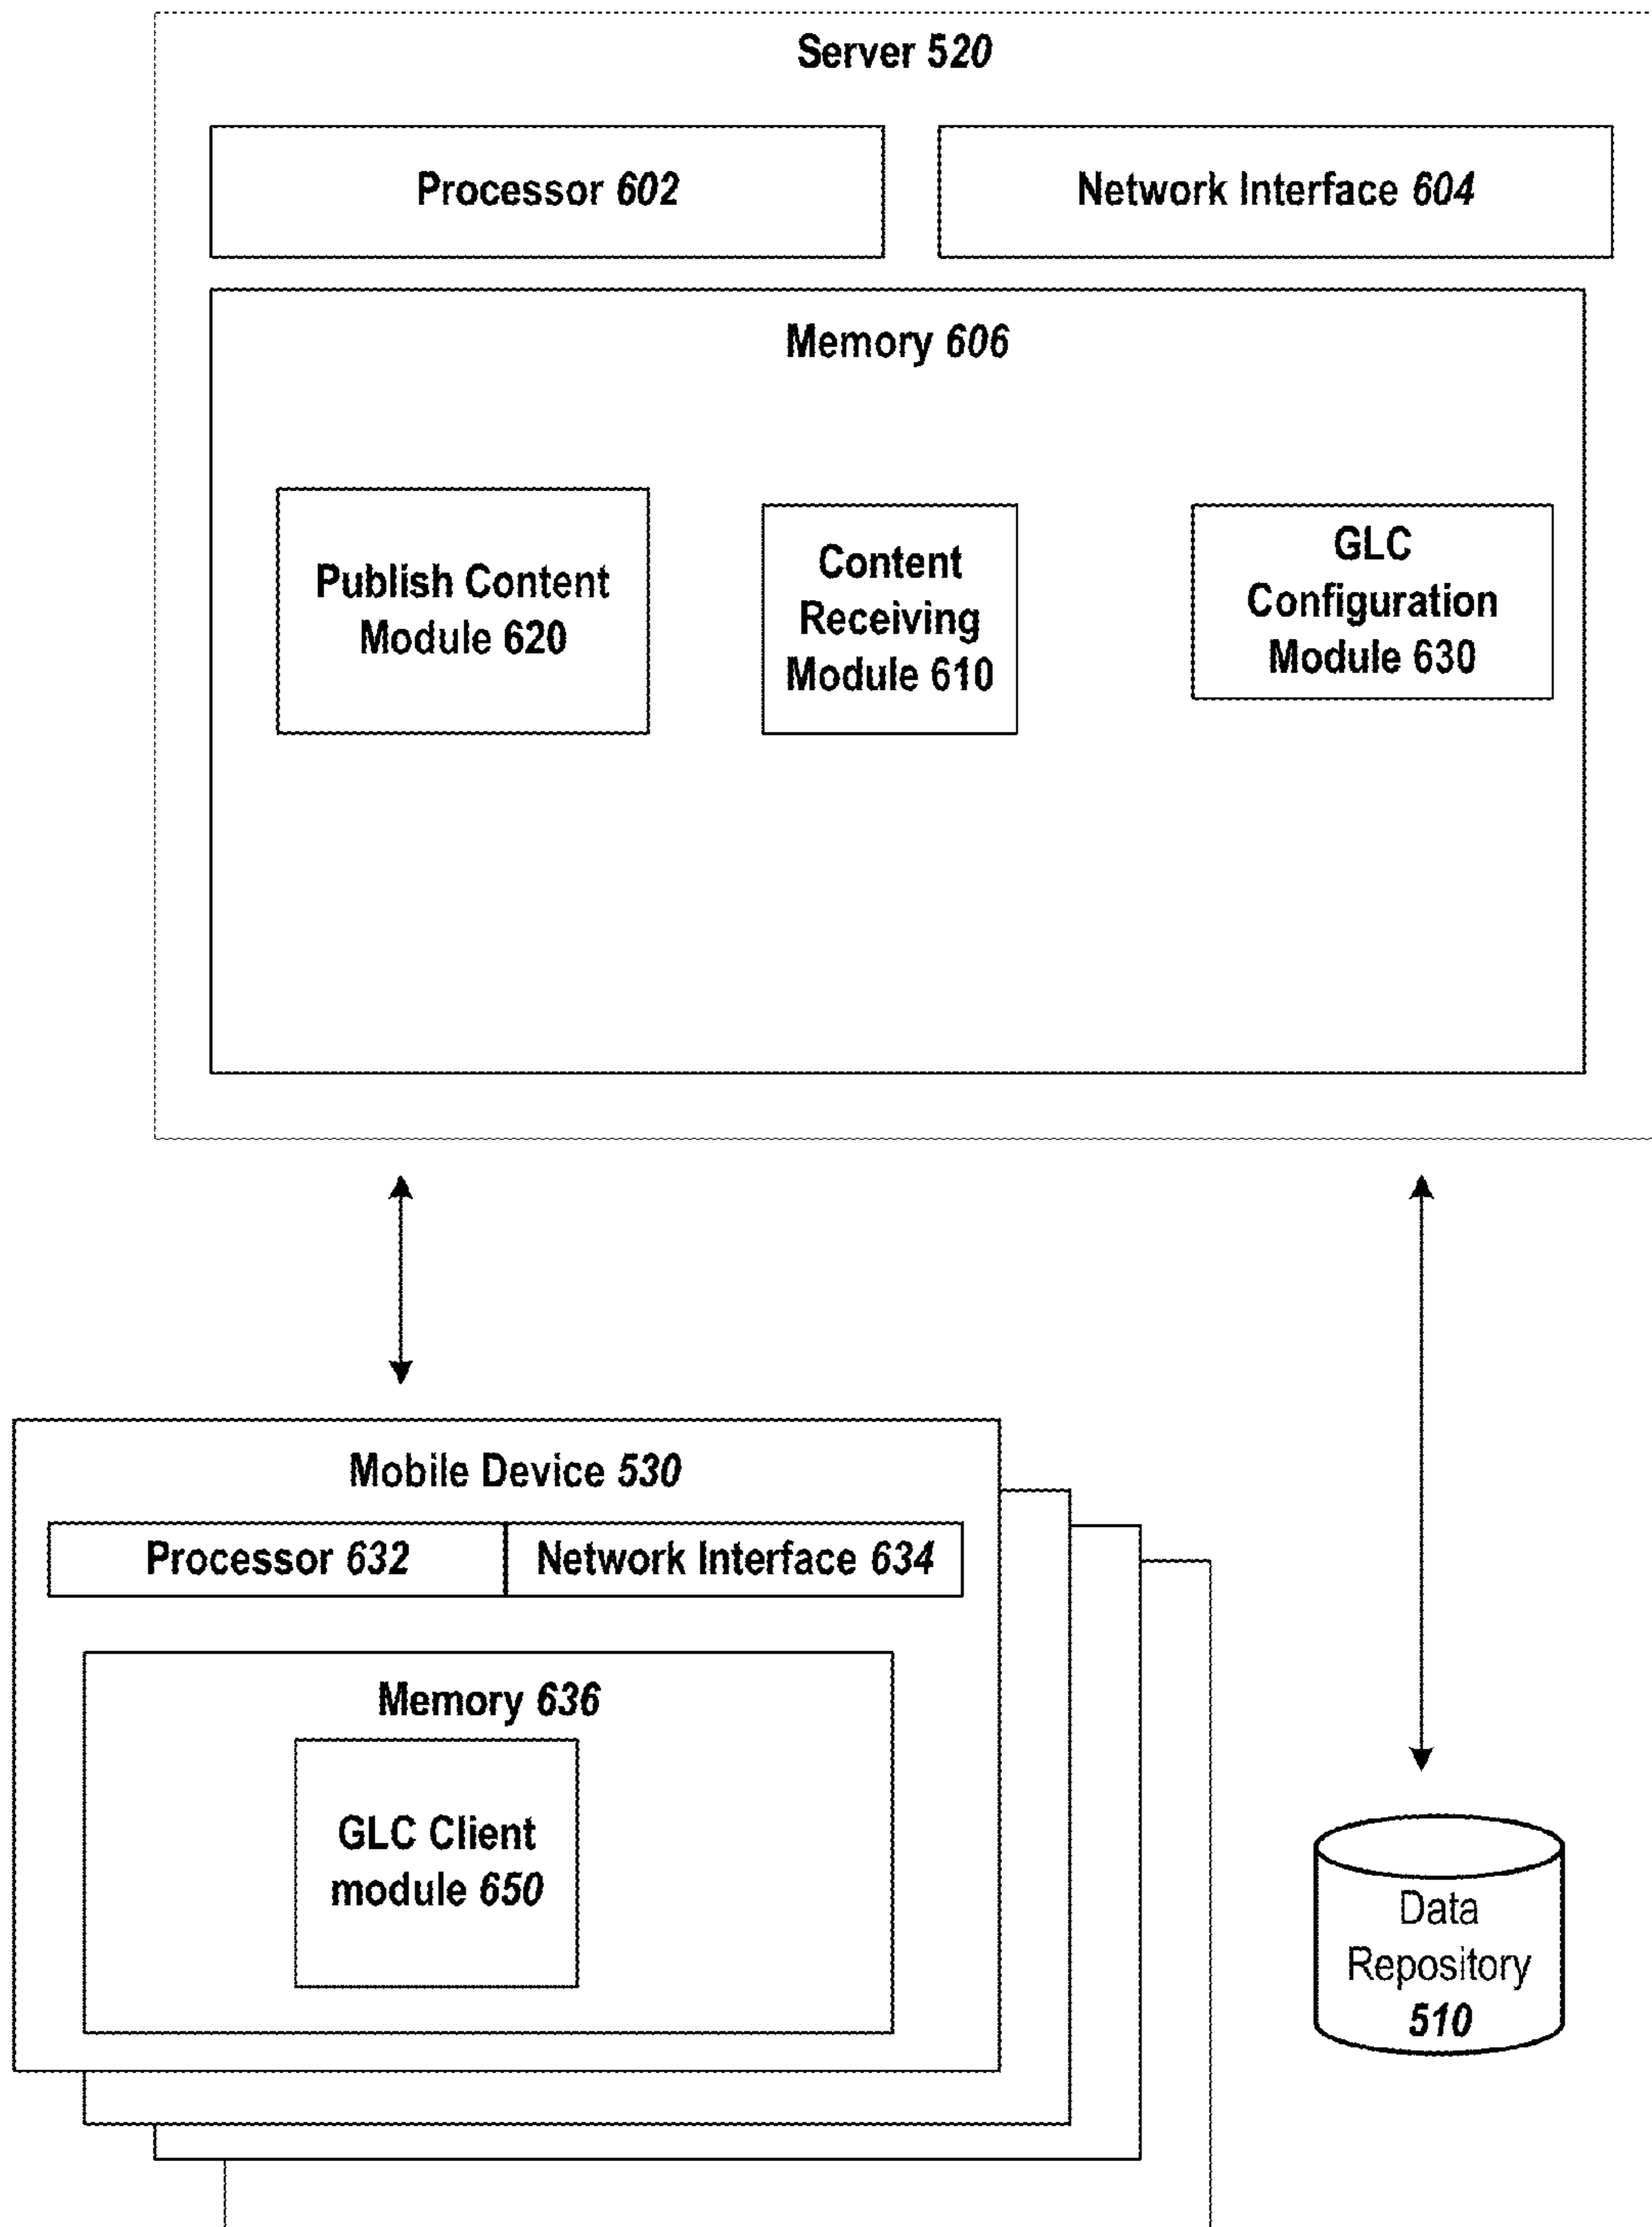 Server 520
Processor 602
Network Interface 604
Memory 606
Publish Content
Module 620
Content
Receiving
Module 610
GLC
Configuration
Module 630
Mobile Device 530
Processor 632
Network Interface 634
Memory 636
GLC Client
module 650
Data
Repository
510